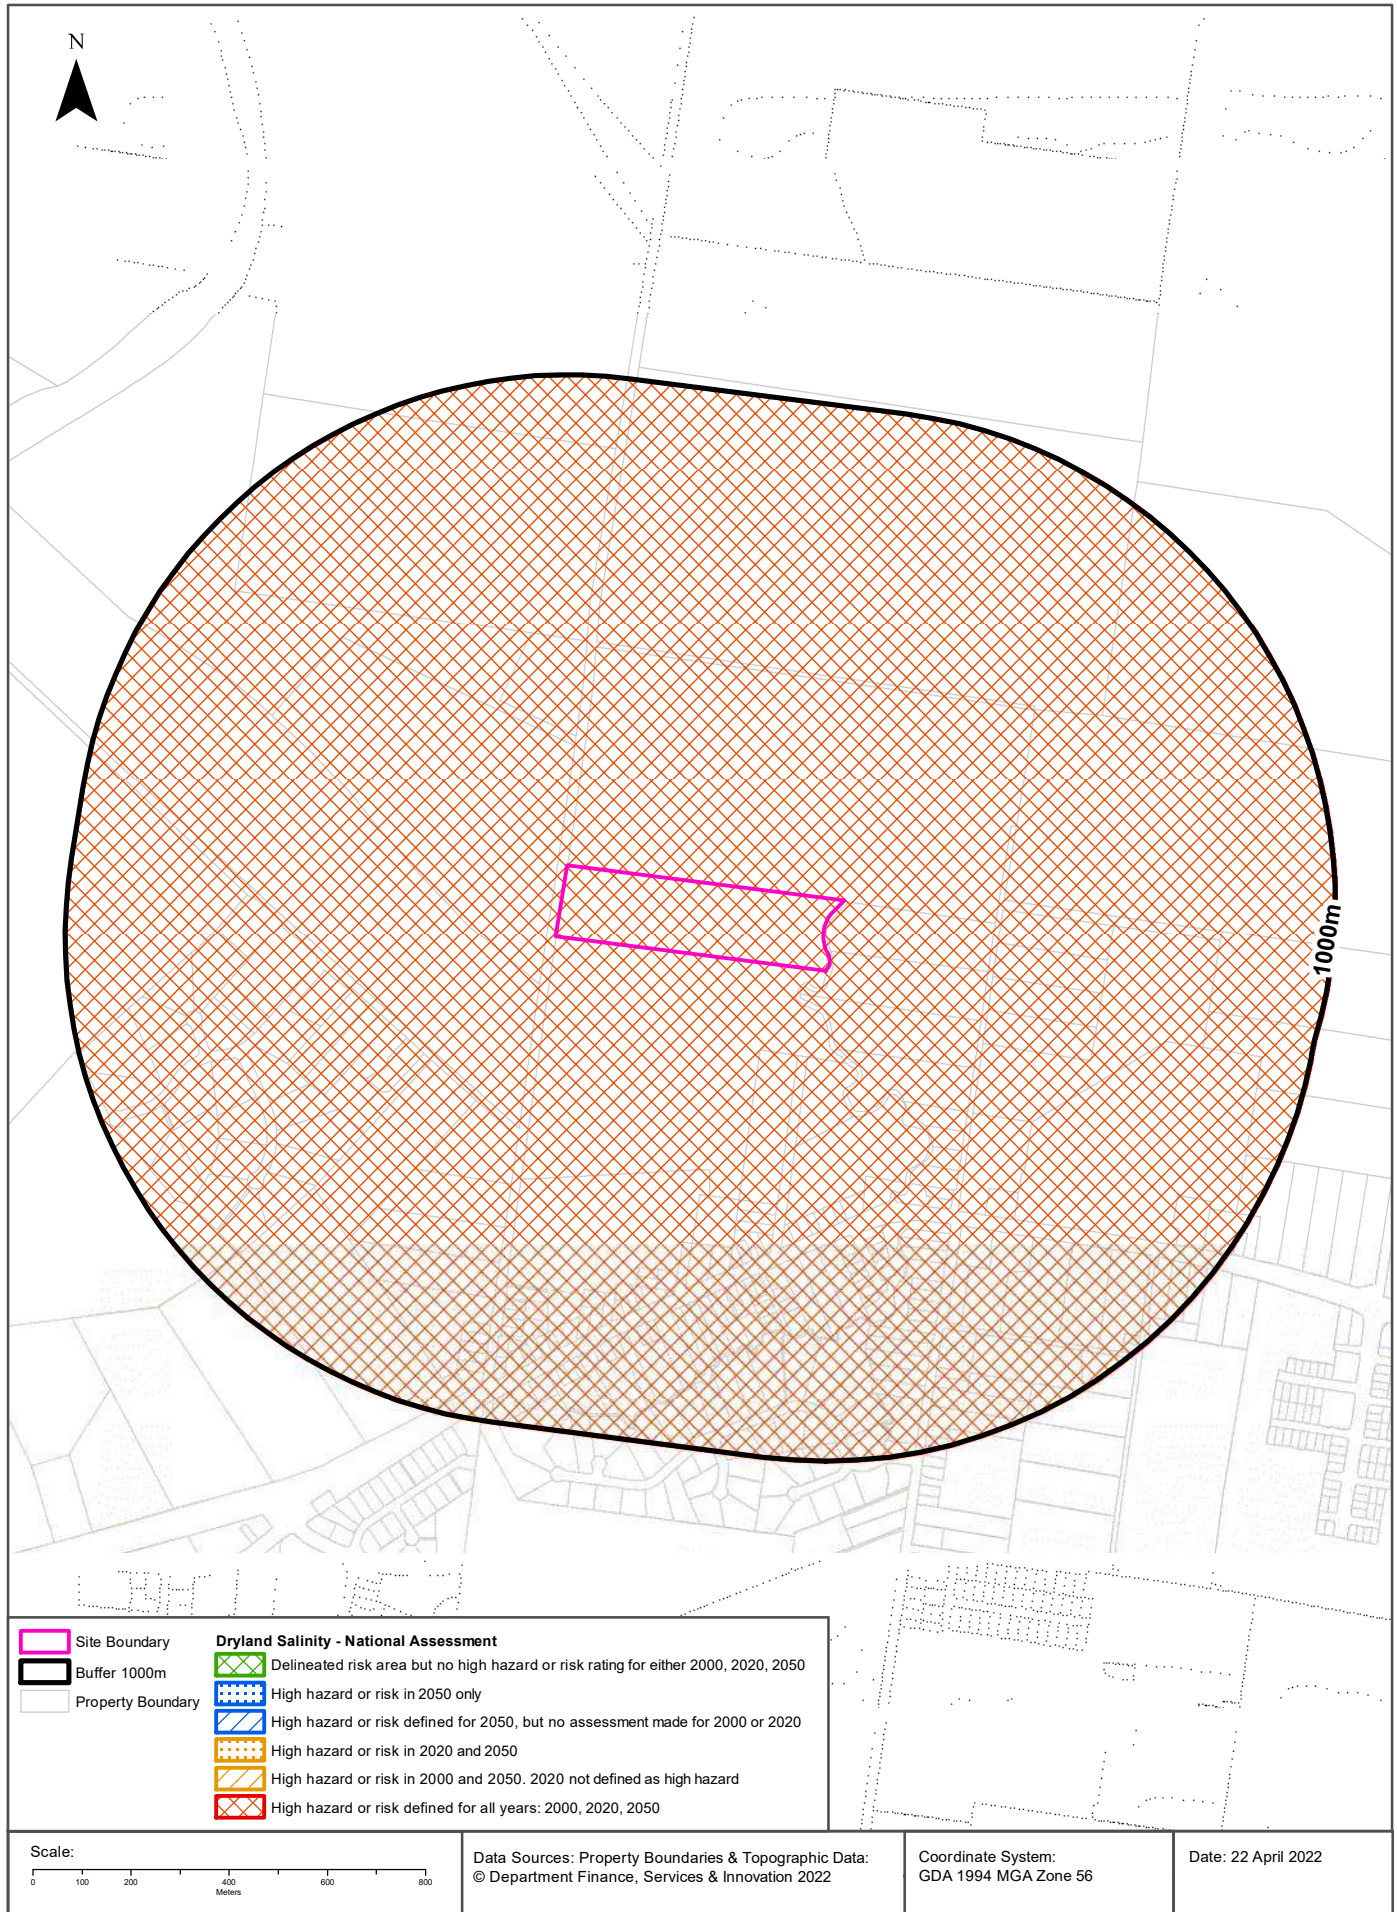 N
1000m
Site Boundary
Buffer 1000m
Property Boundary
Dryland Salinity - National Assessment
Delineated risk area but no high hazard or risk rating for either 2000, 2020, 2050
High hazard or risk in 2050 only
High hazard or risk defined for 2050, but no assessment made for 2000 or 2020
High hazard or risk in 2020 and 2050
High hazard or risk in 2000 and 2050. 2020 not defined as high hazard
High hazard or risk defined for all years: 2000, 2020, 2050
Scale:
0 100 200 400 600 800
Meters
Data Sources: Property Boundaries & Topographic Data:
© Department Finance, Services & Innovation 2022
Coordinate System:
GDA 1994 MGA Zone 56
Date: 22 April 2022